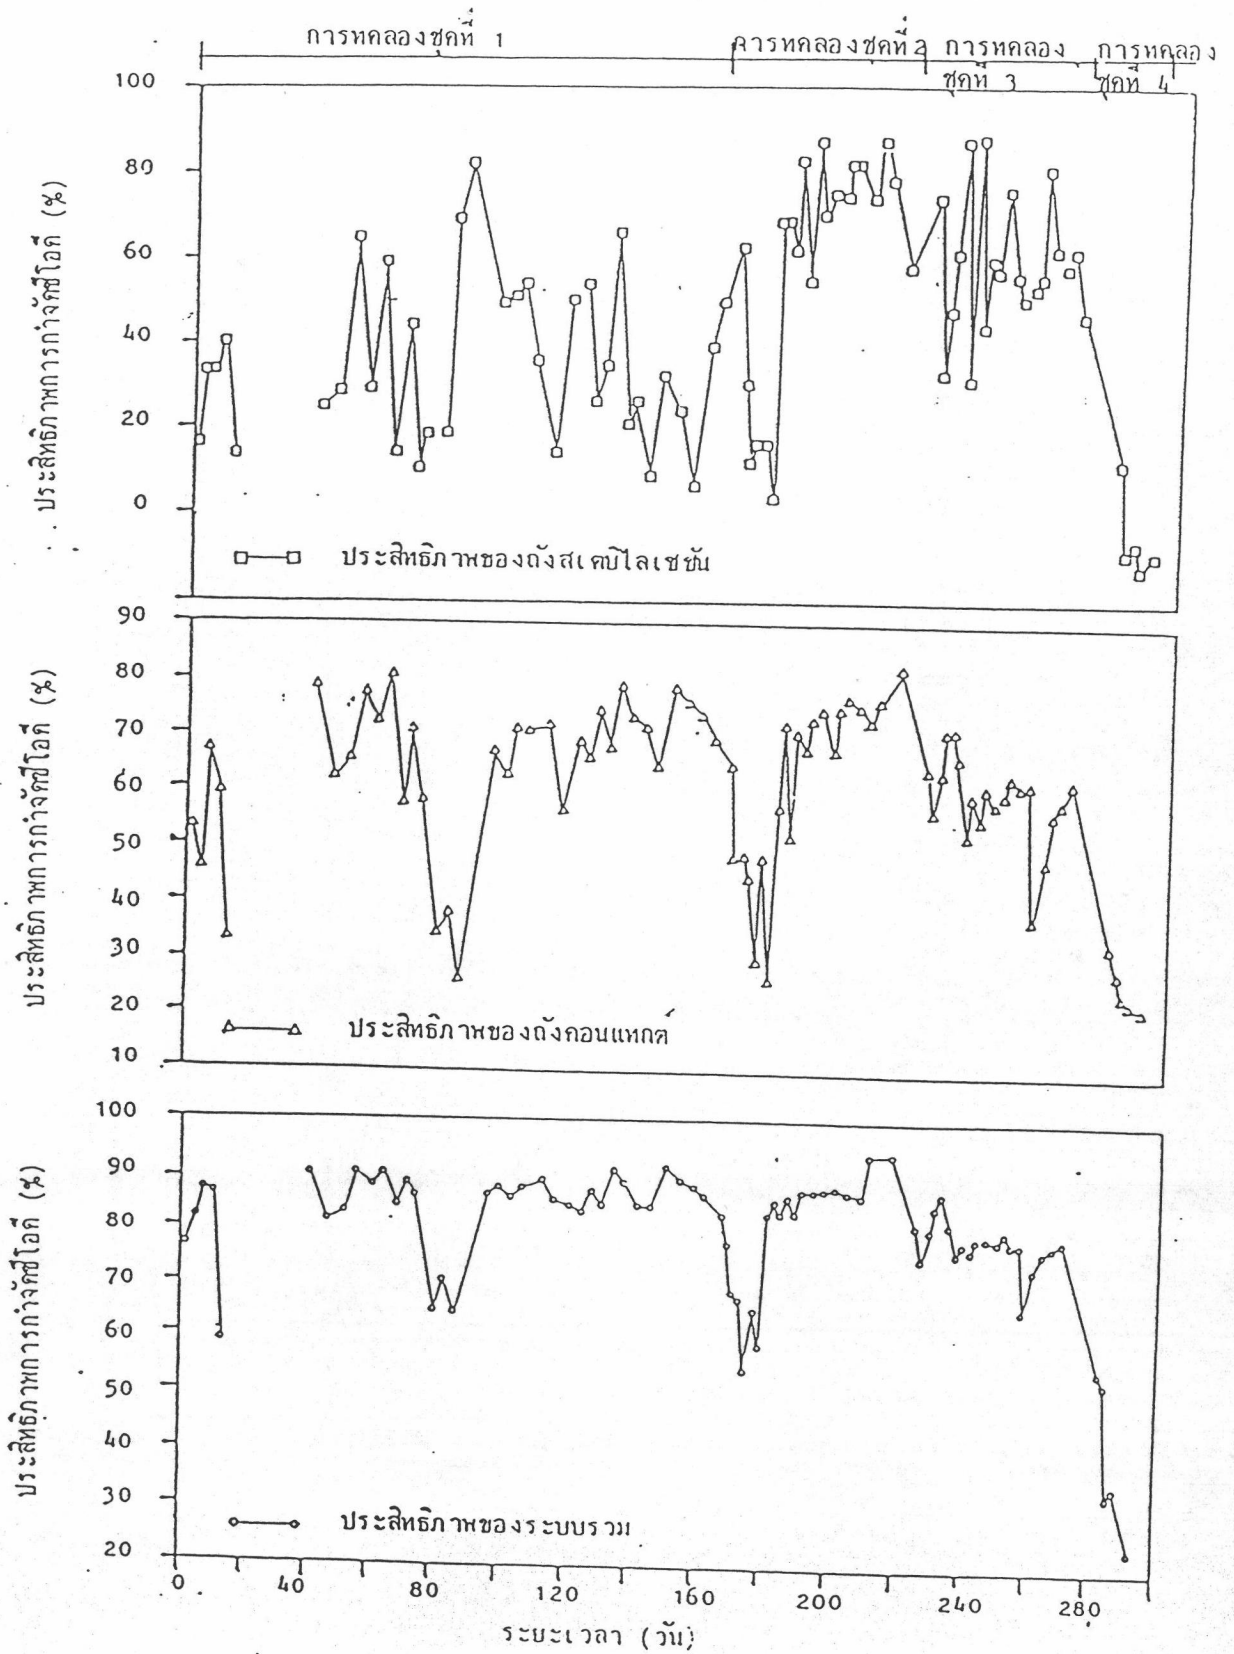 การทดลองชุดที่ 1
การทดลองชุดที่ 2
การทดลอง
ชุดที่ 3
การทดลอง
ชุดที่ 4
ประสิทธิภาพการกำจัดซีโอดี (%)
100
80
60
40
20
0
ประสิทธิภาพของถังสเตบิไลเซชัน
ประสิทธิภาพการกำจัดซีโอดี (%)
90
80
70
60
50
40
30
20
10
ประสิทธิภาพของถังคอนแทกต์
ประสิทธิภาพการกำจัดซีโอดี (%)
100
90
80
70
60
50
40
30
20
ประสิทธิภาพของระบบรวม
0 40 80 120 160 200 240 280
ระยะเวลา (วัน)